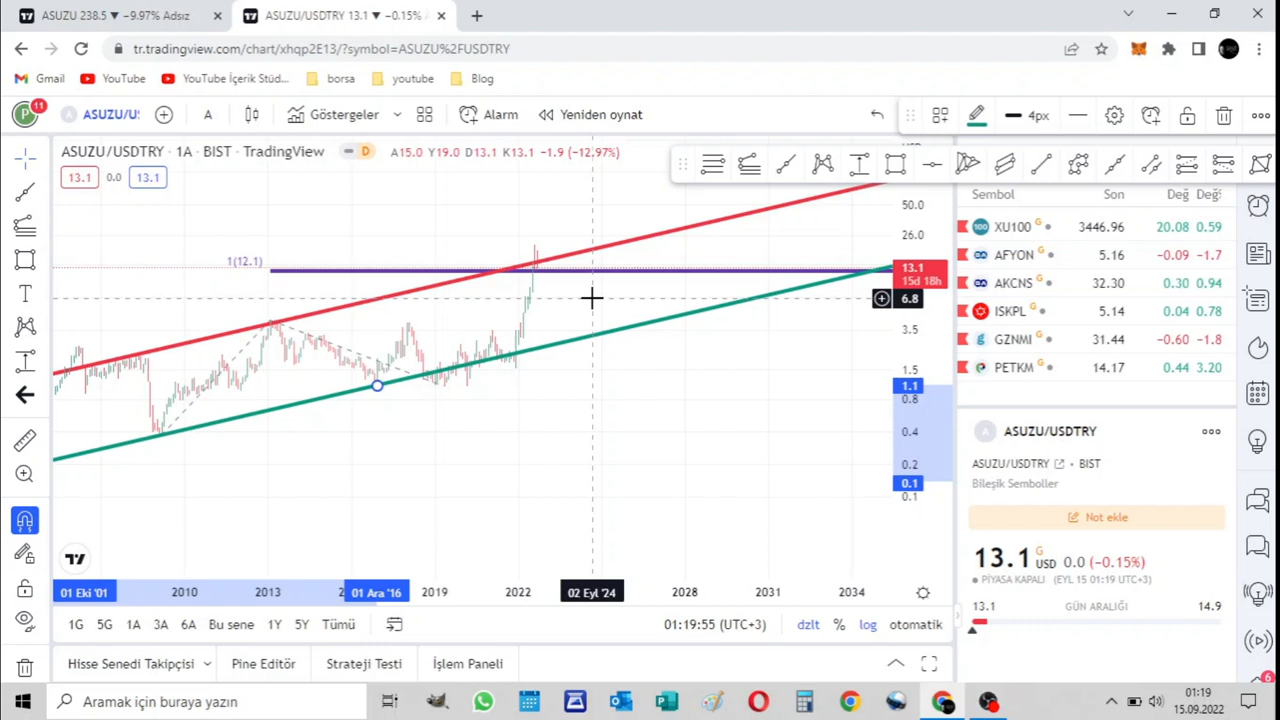 ASUZU 238.5 ▼ −9.97% Adsız
ASUZU/USDTRY 13.1 ▼ −0.15%
tr.tradingview.com/chart/xhqp2E13/?symbol=ASUZU%2FUSDTRY
Gmail
YouTube
YouTube İçerik Stüd...
borsa
youtube
Blog
P
11
ASUZU/U:
A
Göstergeler
Alarm
Yeniden oynat
4px
ASUZU/USDTRY · 1A · BIST · TradingView
D
A15.0 Y19.0 D13.1 K13.1 −1.9 (−12.97%)
13.1
0.0
13.1
50.0
26.0
1(12.1)
13.1
15d 18h
6.8
3.5
1.5
1.1
0.8
0.4
0.2
0.1
0.1
01 Eki '01
2010
2013
01 Ara '16
2019
2022
02 Eyl '24
2028
2031
2034
1G
5G
1A
3A
6A
Bu sene
1Y
5Y
Tümü
01:19:55 (UTC+3)
dzlt
%
log
otomatik
Hisse Senedi Takipçisi
Pine Editör
Strateji Testi
İşlem Paneli
Sembol Son Değ Değ:
XU100 G 3446.96 20.08 0.59
AFYON G 5.16 −0.09 −1.7
AKCNS G 32.30 0.30 0.94
ISKPL G 5.14 0.04 0.78
GZNMI G 31.44 −0.60 −1.8
PETKM G 14.17 0.44 3.20
A
ASUZU/USDTRY
ASUZU/USDTRY • BIST
Bileşik Semboller
Not ekle
13.1 G USD 0.0 (−0.15%)
PİYASA KAPALI (EYL 15 01:19 UTC+3)
13.1 GÜN ARALIĞI 14.9
6
Aramak için buraya yazın
01:19
15.09.2022